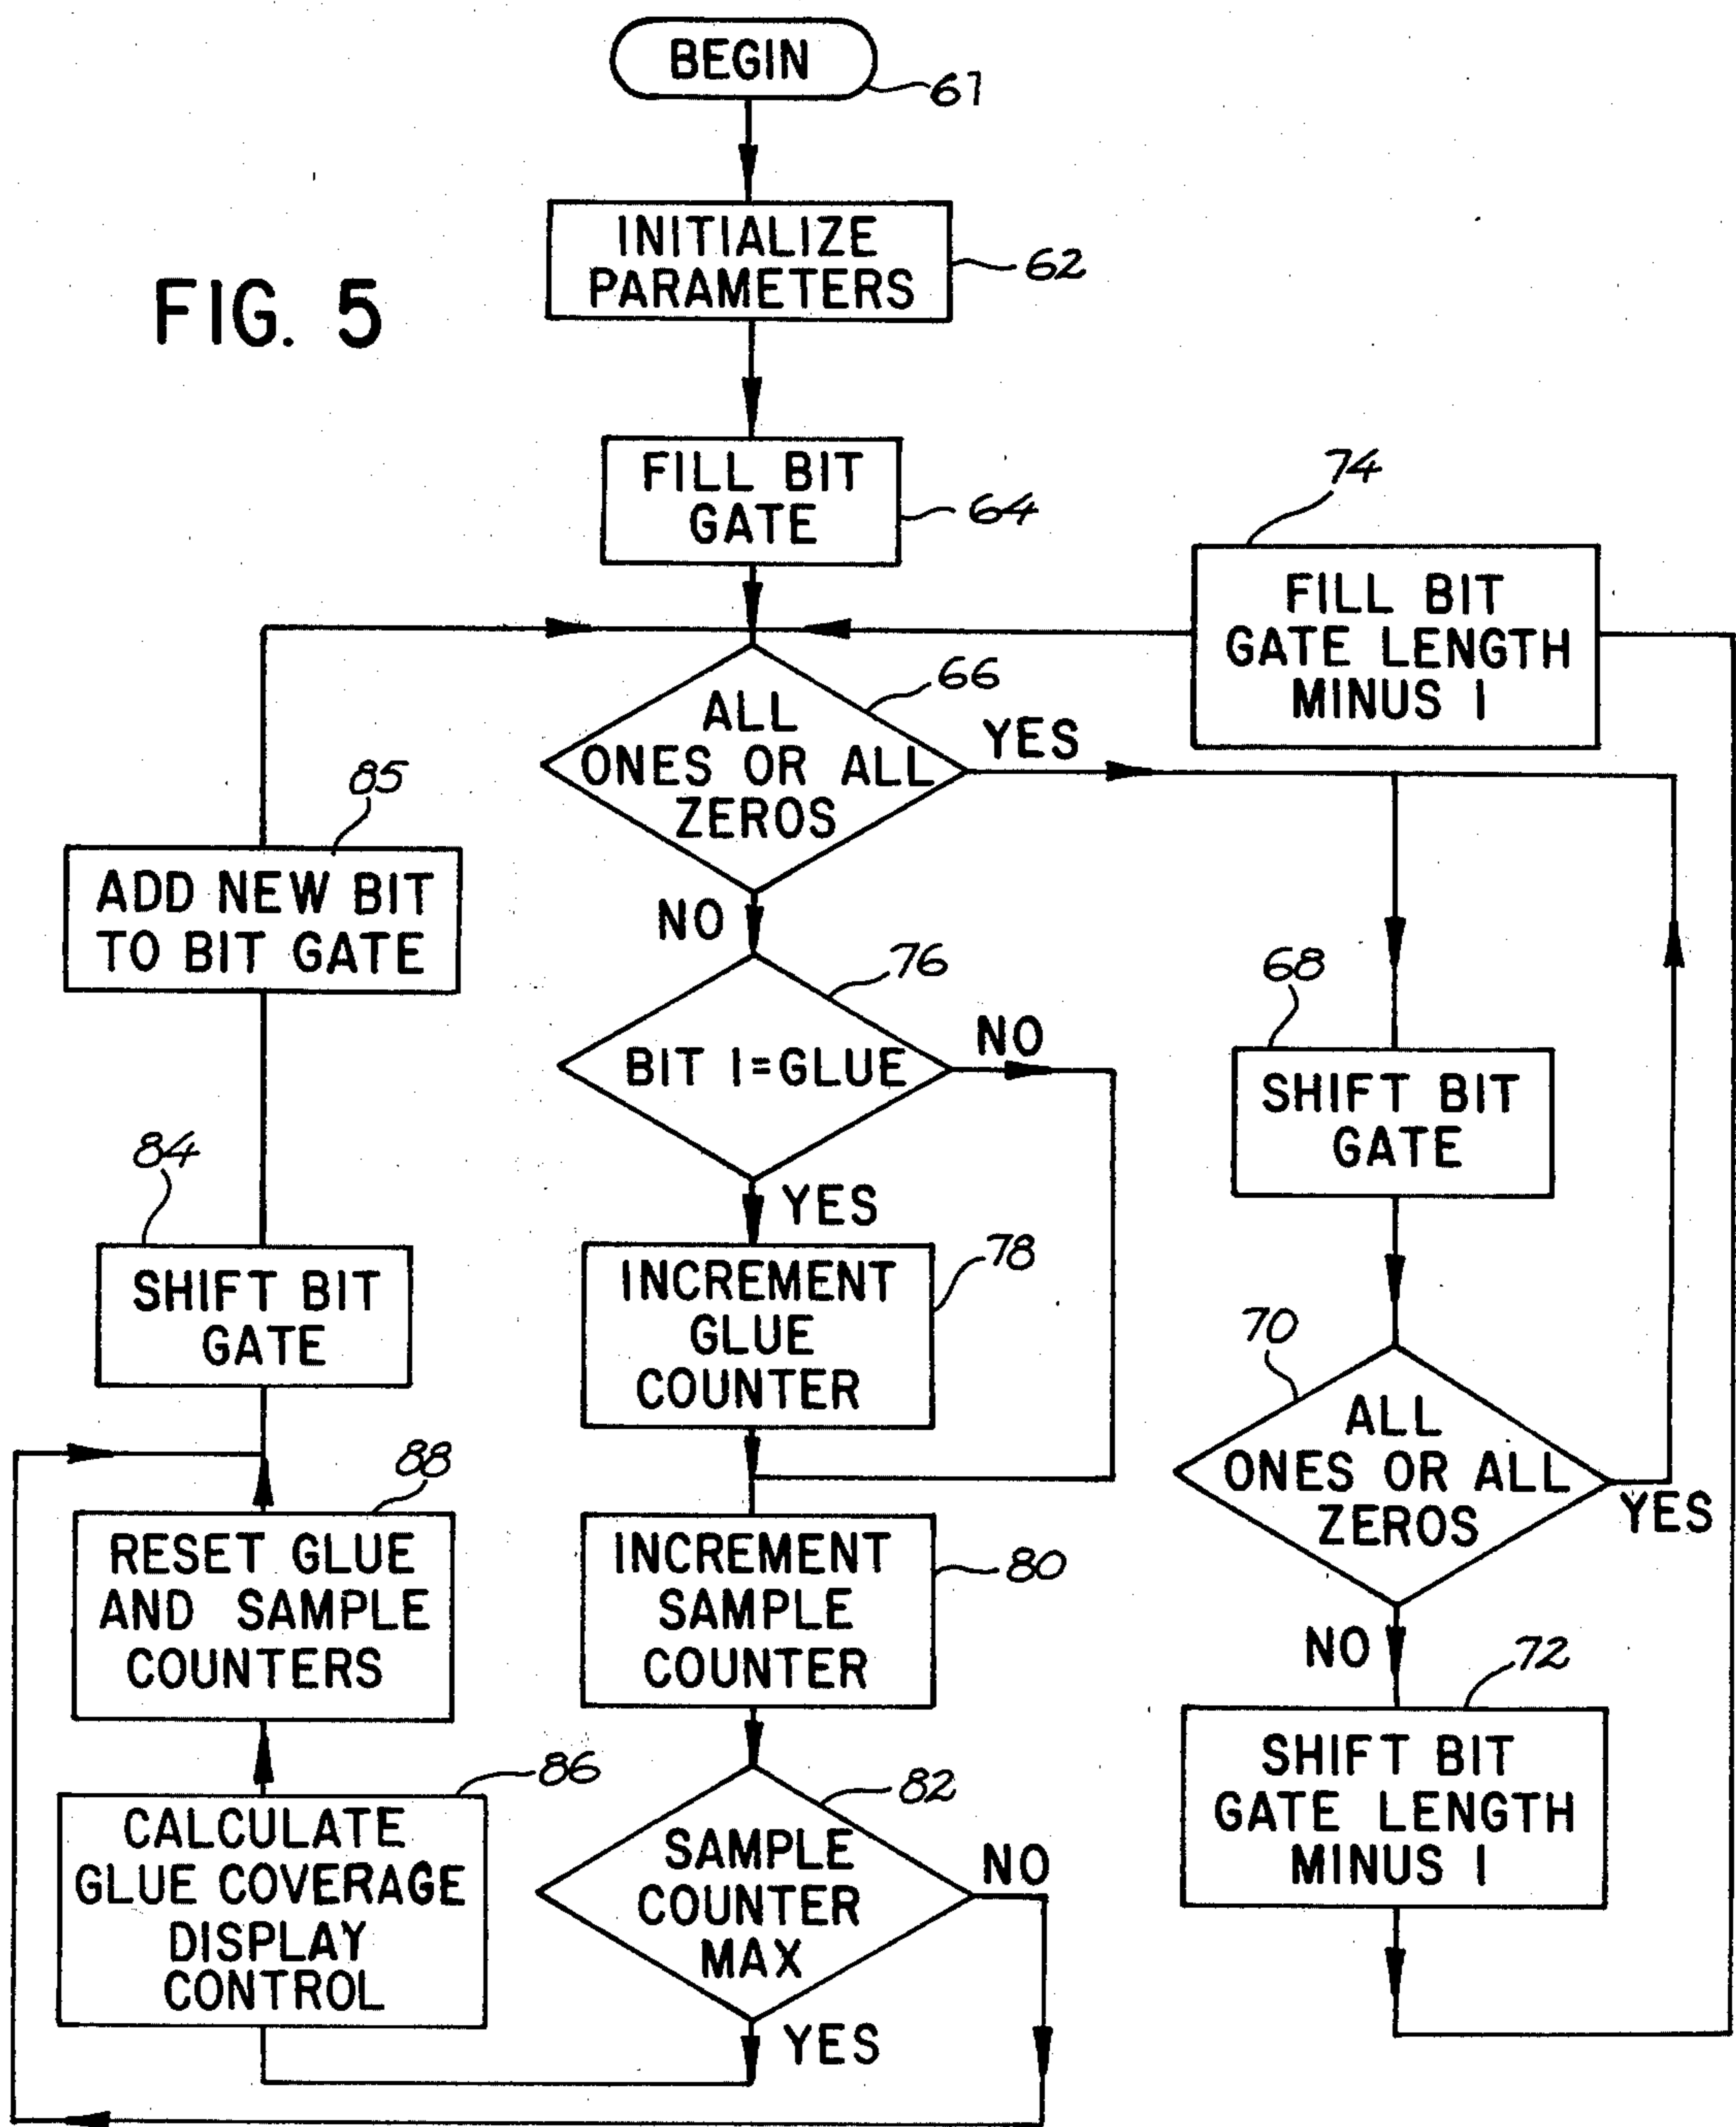 BEGIN
61
INITIALIZE
PARAMETERS
62
FIG. 5
FILL BIT
GATE
64
74
FILL BIT
GATE LENGTH
MINUS 1
66
ALL
ONES OR ALL
ZEROS
YES
85
ADD NEW BIT
TO BIT GATE
NO
76
BIT 1=GLUE
NO
68
SHIFT BIT
GATE
84
SHIFT BIT
GATE
YES
INCREMENT
GLUE
COUNTER
78
70
ALL
ONES OR ALL
ZEROS
YES
88
RESET GLUE
AND SAMPLE
COUNTERS
INCREMENT
SAMPLE
COUNTER
80
NO
72
SHIFT BIT
GATE LENGTH
MINUS 1
86
CALCULATE
GLUE COVERAGE
DISPLAY
CONTROL
82
SAMPLE
COUNTER
MAX
NO
YES